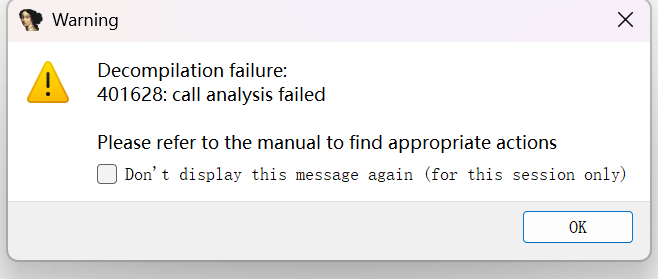 Warning
Decompilation failure:
401628: call analysis failed
Please refer to the manual to find appropriate actions
Don't display this message again (for this session only)
OK